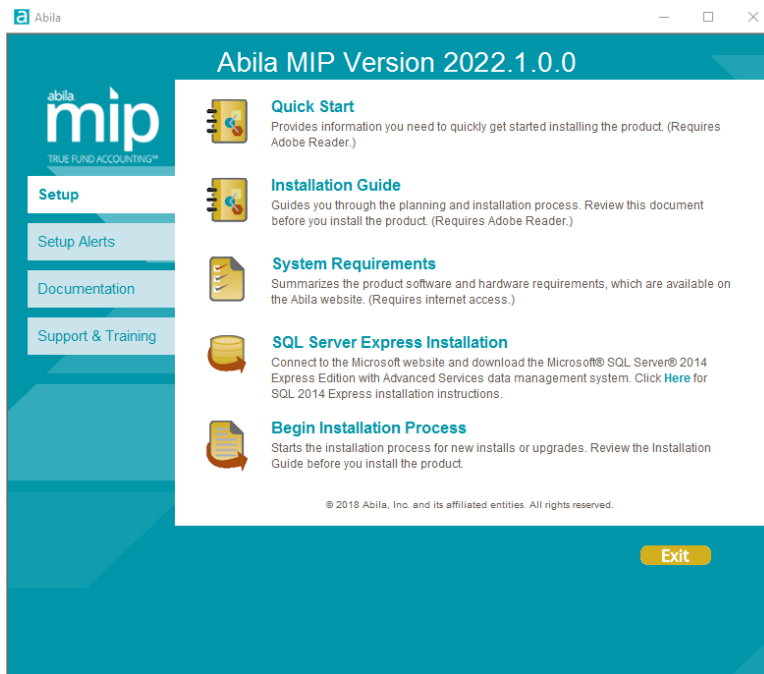 Abila
Abila MIP Version 2022.1.0.0
abila
mip
TRUE FUND ACCOUNTING™
Setup
Setup Alerts
Documentation
Support & Training
Quick Start
Provides information you need to quickly get started installing the product. (Requires
Adobe Reader.)
Installation Guide
Guides you through the planning and installation process. Review this document
before you install the product. (Requires Adobe Reader.)
System Requirements
Summarizes the product software and hardware requirements, which are available on
the Abila website. (Requires internet access.)
SQL Server Express Installation
Connect to the Microsoft website and download the Microsoft® SQL Server® 2014
Express Edition with Advanced Services data management system. Click Here for
SQL 2014 Express installation instructions.
Begin Installation Process
Starts the installation process for new installs or upgrades. Review the Installation
Guide before you install the product.
© 2018 Abila, Inc. and its affiliated entities. All rights reserved.
Exit